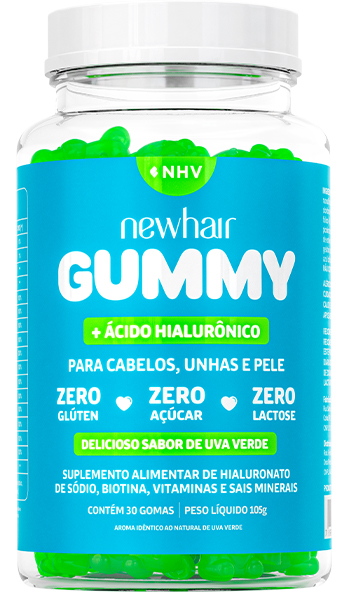 NHV
newhair
GUMMY
+ ÁCIDO HIALURÔNICO
PARA CABELOS, UNHAS E PELE
ZERO ZERO ZERO
GLÚTEN AÇÚCAR LACTOSE
DELICIOSO SABOR DE UVA VERDE
SUPLEMENTO ALIMENTAR DE HIALURONATO
DE SÓDIO, BIOTINA, VITAMINAS E SAIS MINERAIS
CONTÉM 30 GOMAS | PESO LÍQUIDO 105g
AROMA IDÊNTICO AO NATURAL DE UVA VERDE